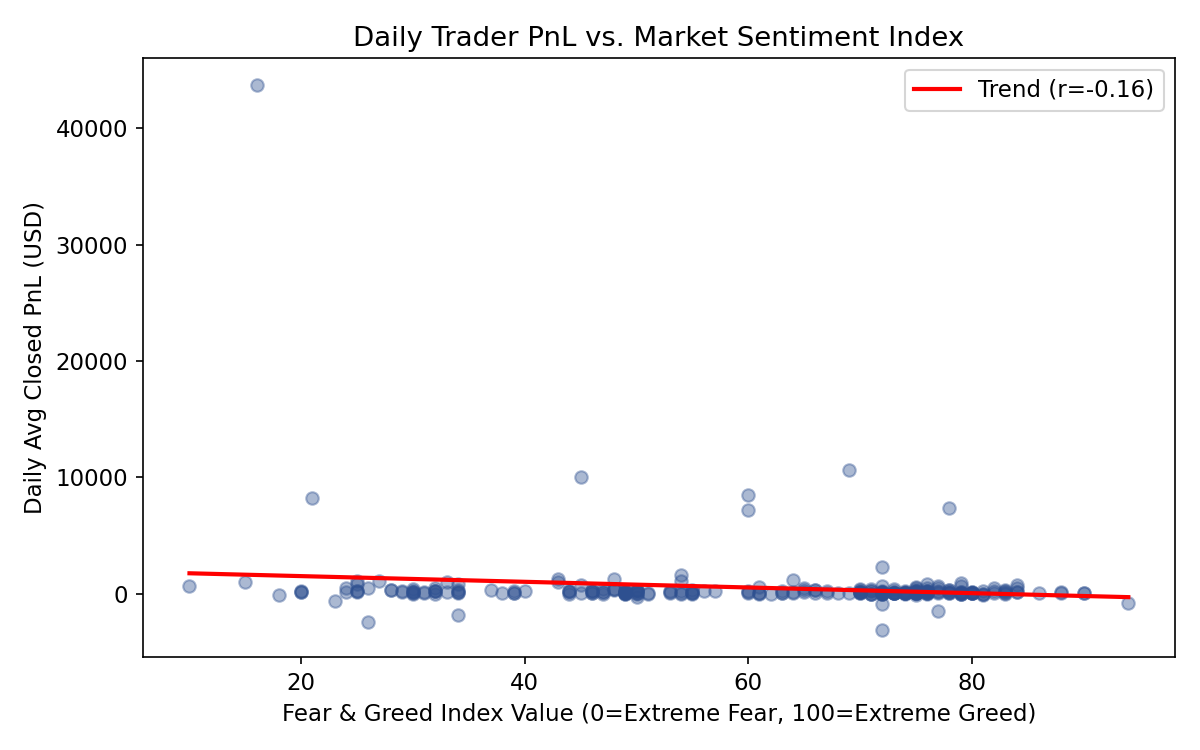 Daily Trader PnL vs. Market Sentiment Index
Trend (r=-0.16)
Daily Avg Closed PnL (USD)
40000
30000
20000
10000
0
20 40 60 80
Fear & Greed Index Value (0=Extreme Fear, 100=Extreme Greed)